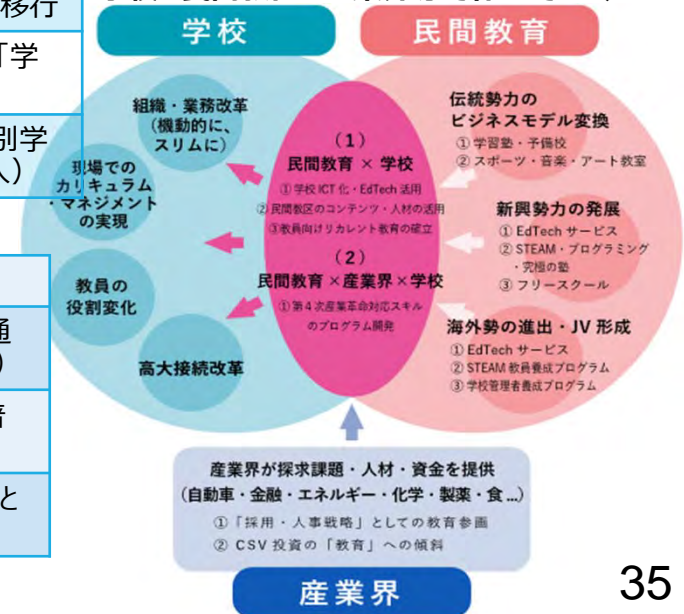 移行
「学
別学
人)
通
)
着
と
学校
民間教育
組織・業務改革
(機動的に、
スリムに)
現場での
カリキュラム
・マネジメント
の実現
教員の
役割変化
高大接続改革
(1)
民間教育 × 学校
① 学校 ICT 化・EdTech 活用
② 民間教区のコンテンツ・人材の活用
③教員向けリカレント教育の確立
(2)
民間教育 ×産業界×学校
①第4次産業革命対応スキル
のプログラム開発
伝統勢力の
ビジネスモデル変換
① 学習塾・予備校
② スポーツ・音楽・アート教室
新興勢力の発展
① EdTech サービス
② STEAM・プログラミング
・究極の塾
③ フリースクール
海外勢の進出・JV 形成
① EdTech サービス
② STEAM 教員養成プログラム
③ 学校管理者養成プログラム
産業界が探求課題・人材・資金を提供
(自動車・金融・エネルギー・化学・製薬・食 ...)
①「採用・人事戦略」としての教育参画
② CSV 投資の「教育」への傾斜
産業界
35